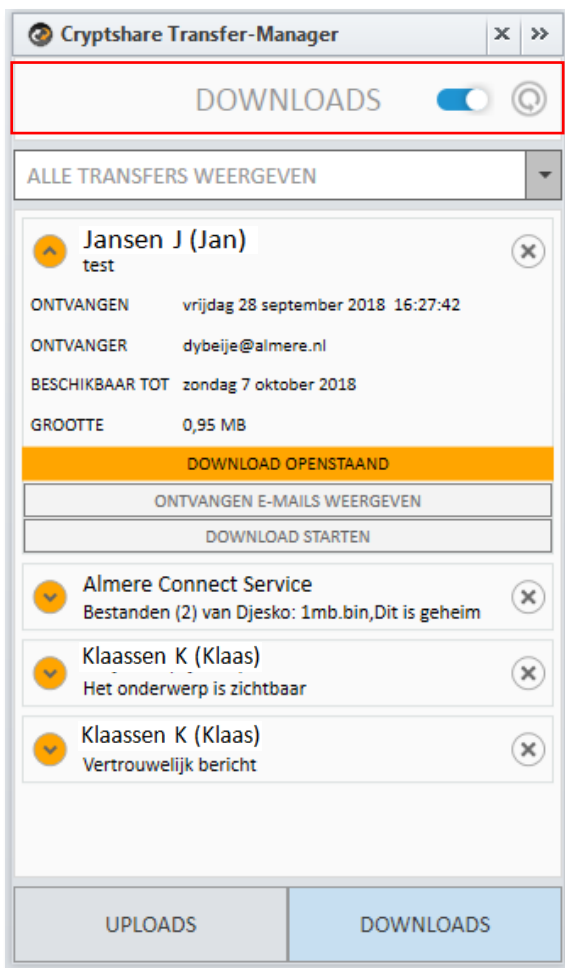 Cryptshare Transfer-Manager
DOWNLOADS
ALLE TRANSFERS WEERGEVEN
Jansen J (Jan)
test
ONTVANGEN vrijdag 28 september 2018 16:27:42
ONTVANGER dybeije@almere.nl
BESCHIKBAAR TOT zondag 7 oktober 2018
GROOTTE 0,95 MB
DOWNLOAD OPENSTAAND
ONTVANGEN E-MAILS WEERGEVEN
DOWNLOAD STARTEN
Almere Connect Service
Bestanden (2) van Djesko: 1mb.bin,Dit is geheim
Klaassen K (Klaas)
Het onderwerp is zichtbaar
Klaassen K (Klaas)
Vertrouwelijk bericht
UPLOADS DOWNLOADS